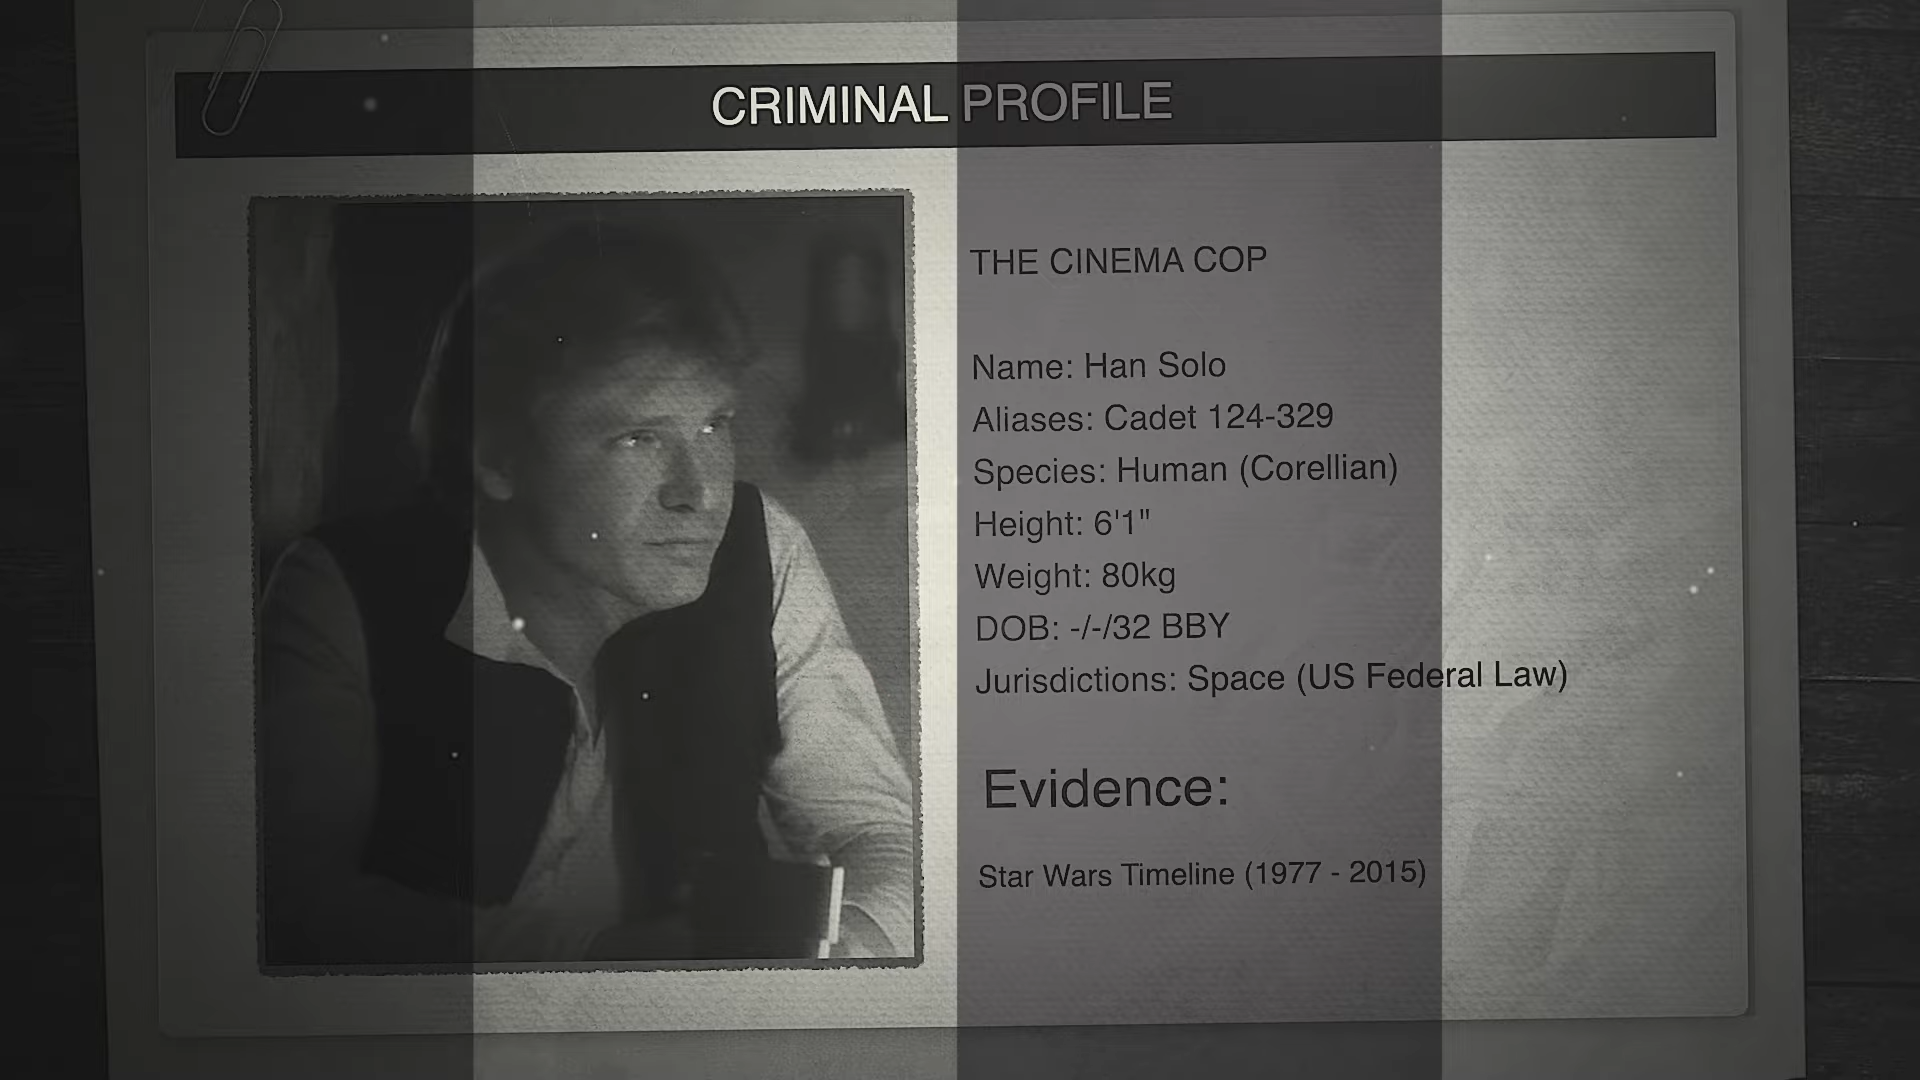 CRIMINAL PROFILE
THE CINEMA COP
Name: Han Solo
Aliases: Cadet 124-329
Species: Human (Corellian)
Height: 6'1"
Weight: 80kg
DOB: -/-/32 BBY
Jurisdictions: Space (US Federal Law)
Evidence:
Star Wars Timeline (1977 - 2015)